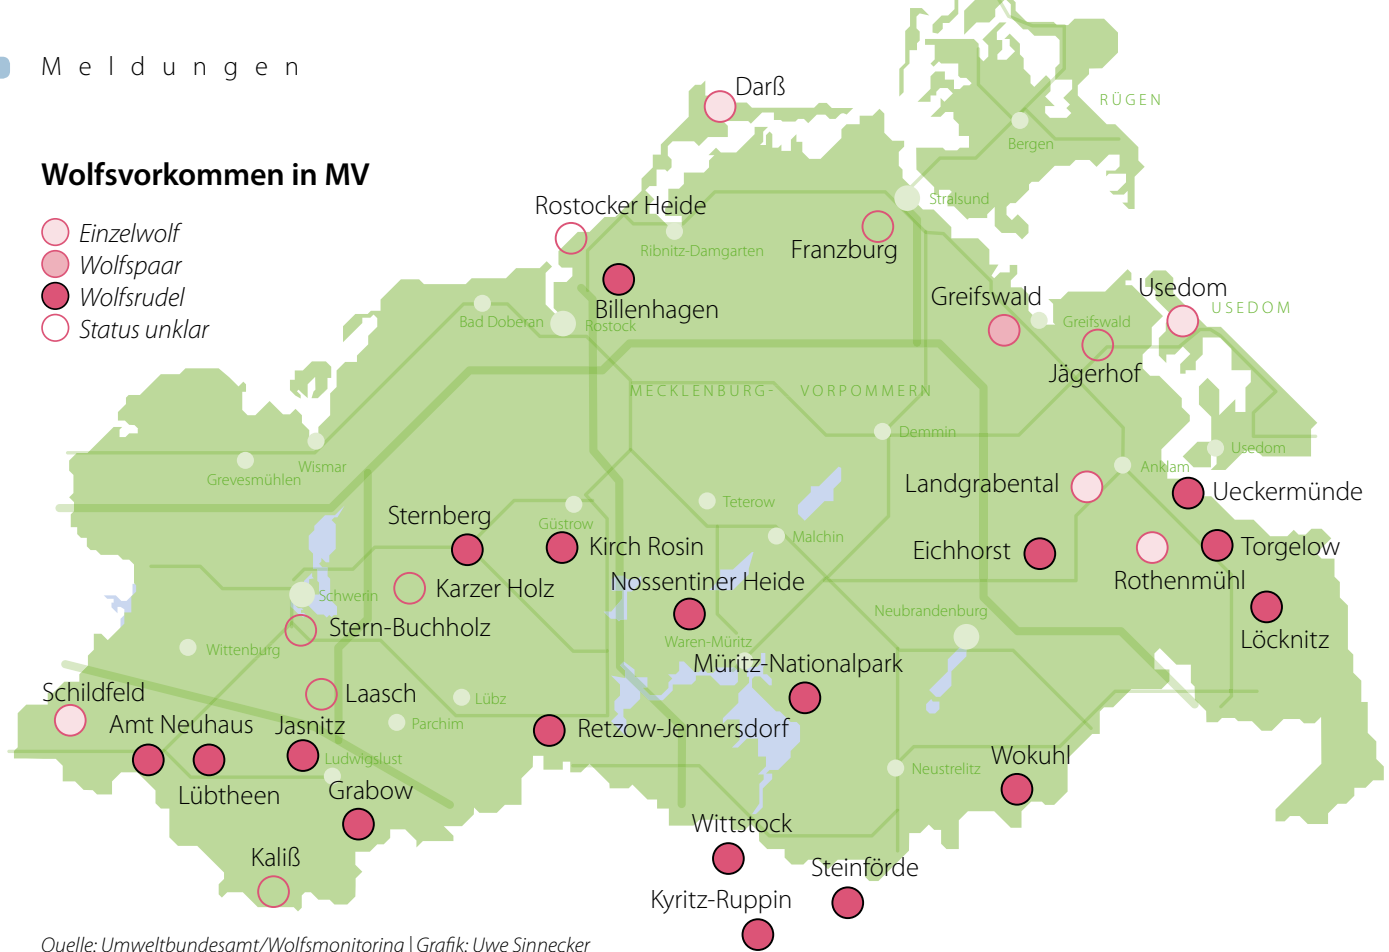 Meldungen
Wolfsvorkommen in MV
Einzelwolf
Wolfspaar
Wolfsrudel
Status unklar
Darß
RÜGEN
Bergen
Rostocker Heide
Stralsund
Ribnitz-Damgarten
Franzburg
Billenhagen
Bad Doberan
Rostock
Greifswald
Usedom
USEDOM
Greifswald
Jägerhof
MECKLENBURG- VORPOMMERN
Demmin
Usedom
Wismar
Grevesmühlen
Anklam
Landgrabental
Ueckermünde
Teterow
Sternberg
Güstrow
Malchin
Kirch Rosin
Eichhorst
Torgelow
Rothenmühl
Nossentiner Heide
Karzer Holz
Schwerin
Neubrandenburg
Stern-Buchholz
Löcknitz
Wittenburg
Waren-Müritz
Müritz-Nationalpark
Schildfeld
Laasch
Lübz
Amt Neuhaus
Jasnitz
Parchim
Retzow-Jennersdorf
Ludwigslust
Wokuhl
Neustrelitz
Lübtheen
Grabow
Wittstock
Kaliß
Steinförde
Kyritz-Ruppin
Quelle: Umweltbundesamt/Wolfsmonitoring | Grafik: Uwe Sinnecker